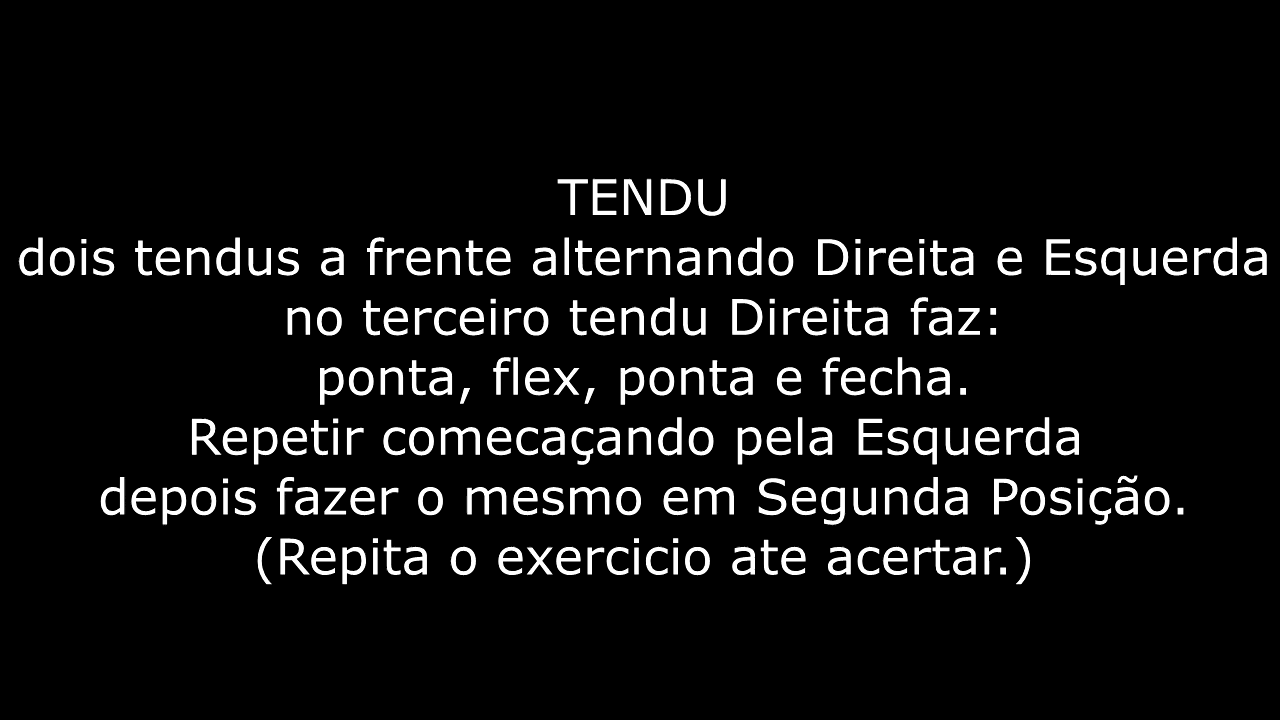 TENDU
dois tendus a frente alternando Direita e Esquerda
no terceiro tendu Direita faz:
ponta, flex, ponta e fecha.
Repetir comecaçando pela Esquerda
depois fazer o mesmo em Segunda Posição.
(Repita o exercicio ate acertar.)